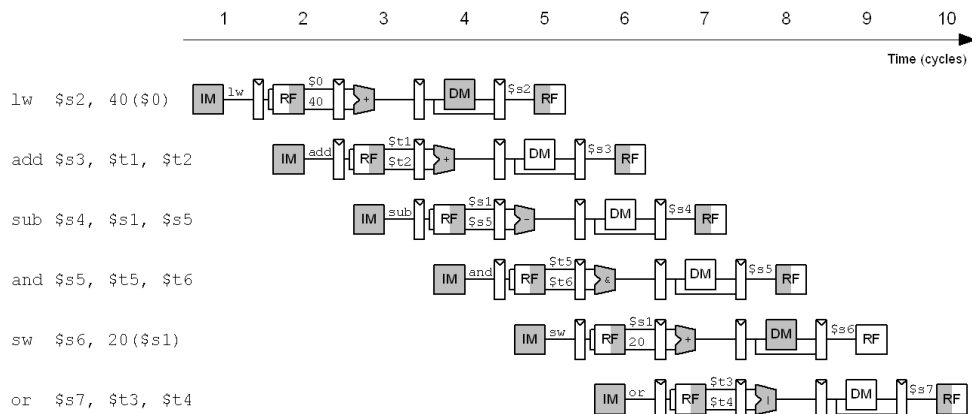 1 2 3 4 5 6 7 8 9 10
Time (cycles)
lw $s2, 40($0) IM lw RF $0 40 + DM $s2 RF
add $s3, $t1, $t2 IM add RF $t1 $t2 + DM $s3 RF
sub $s4, $s1, $s5 IM sub RF $s1 $s5 - DM $s4 RF
and $s5, $t5, $t6 IM and RF $t5 $t6 & DM $s5 RF
sw $s6, 20($s1) IM sw RF $s1 20 + DM $s6 RF
or $s7, $t3, $t4 IM or RF $t3 $t4 | DM $s7 RF